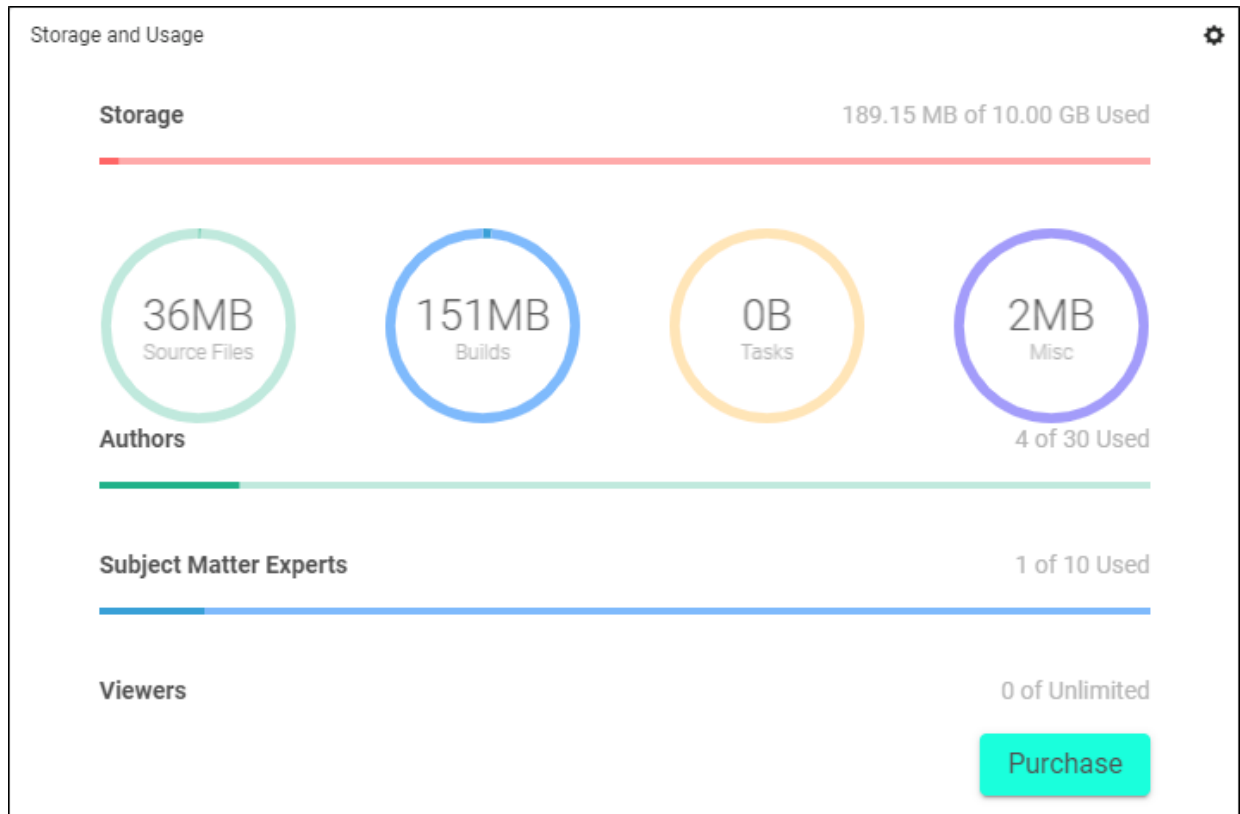 Storage and Usage
Storage
189.15 MB of 10.00 GB Used
36MB
Source Files
151MB
Builds
0B
Tasks
2MB
Misc
Authors
4 of 30 Used
Subject Matter Experts
1 of 10 Used
Viewers
0 of Unlimited
Purchase